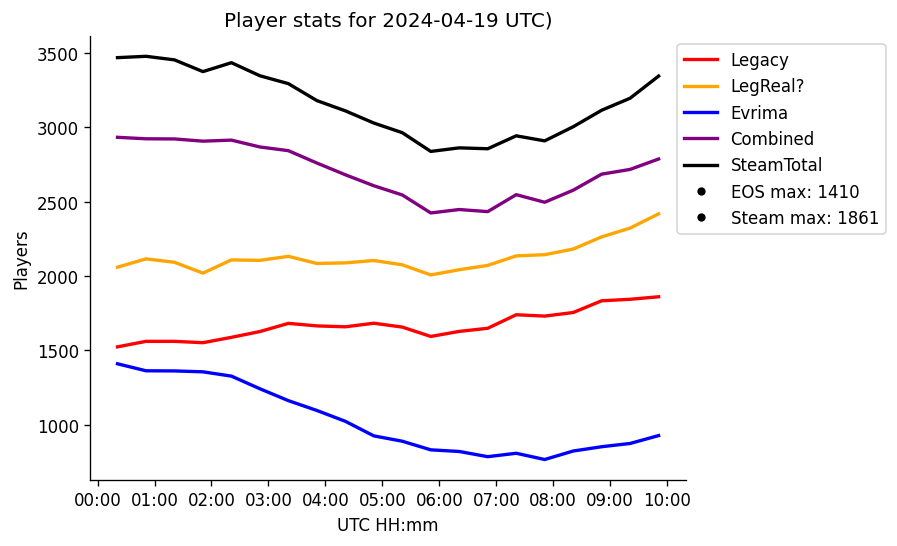 Player stats for 2024-04-19 UTC)
3500
3000
2500
2000
1500
1000
Players
00:00 01:00 02:00 03:00 04:00 05:00 06:00 07:00 08:00 09:00 10:00
UTC HH:mm
Legacy
LegReal?
Evrima
Combined
SteamTotal
EOS max: 1410
Steam max: 1861